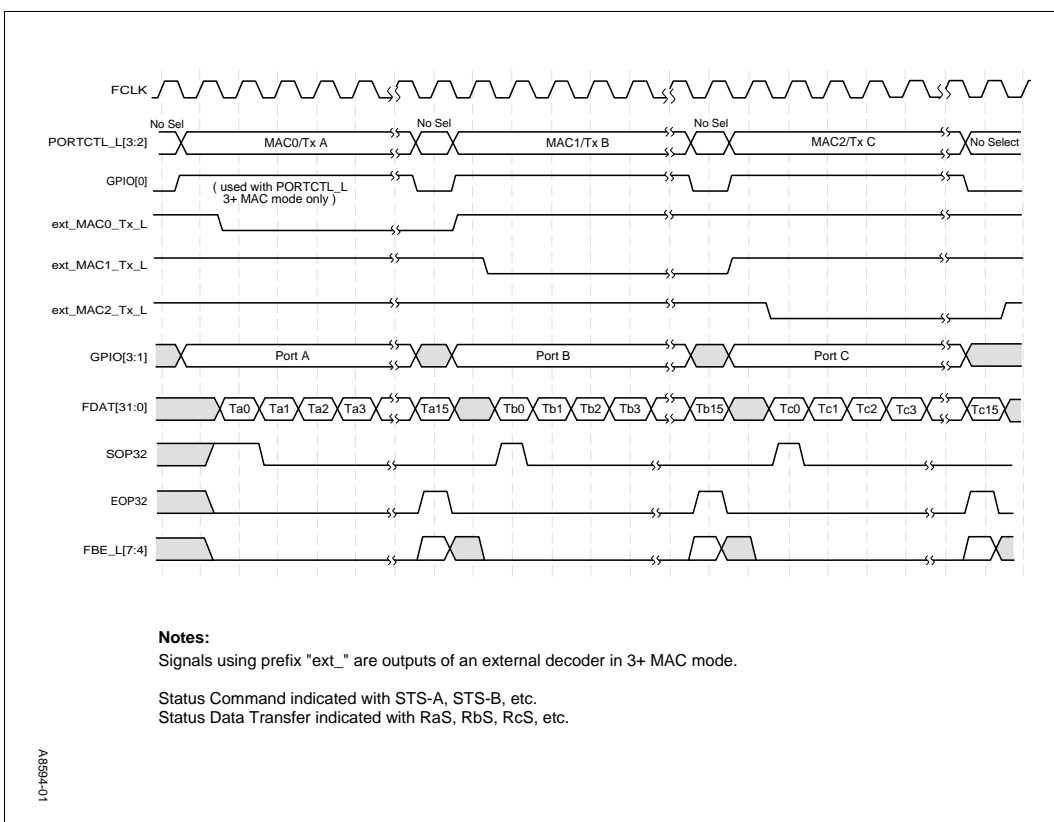 FCLK
No Sel No Sel No Sel
PORTCTL_L[3:2] MAC0/Tx A MAC1/Tx B MAC2/Tx C No Select
GPIO[0] ( used with PORTCTL_L
3+ MAC mode only )
ext_MAC0_Tx_L
ext_MAC1_Tx_L
ext_MAC2_Tx_L
GPIO[3:1] Port A Port B Port C
FDAT[31:0] Ta0 Ta1 Ta2 Ta3 Ta15 Tb0 Tb1 Tb2 Tb3 Tb15 Tc0 Tc1 Tc2 Tc3 Tc15
SOP32
EOP32
FBE_L[7:4]
Notes:
Signals using prefix "ext_" are outputs of an external decoder in 3+ MAC mode.
Status Command indicated with STS-A, STS-B, etc.
Status Data Transfer indicated with RaS, RbS, RcS, etc.
A8594-01